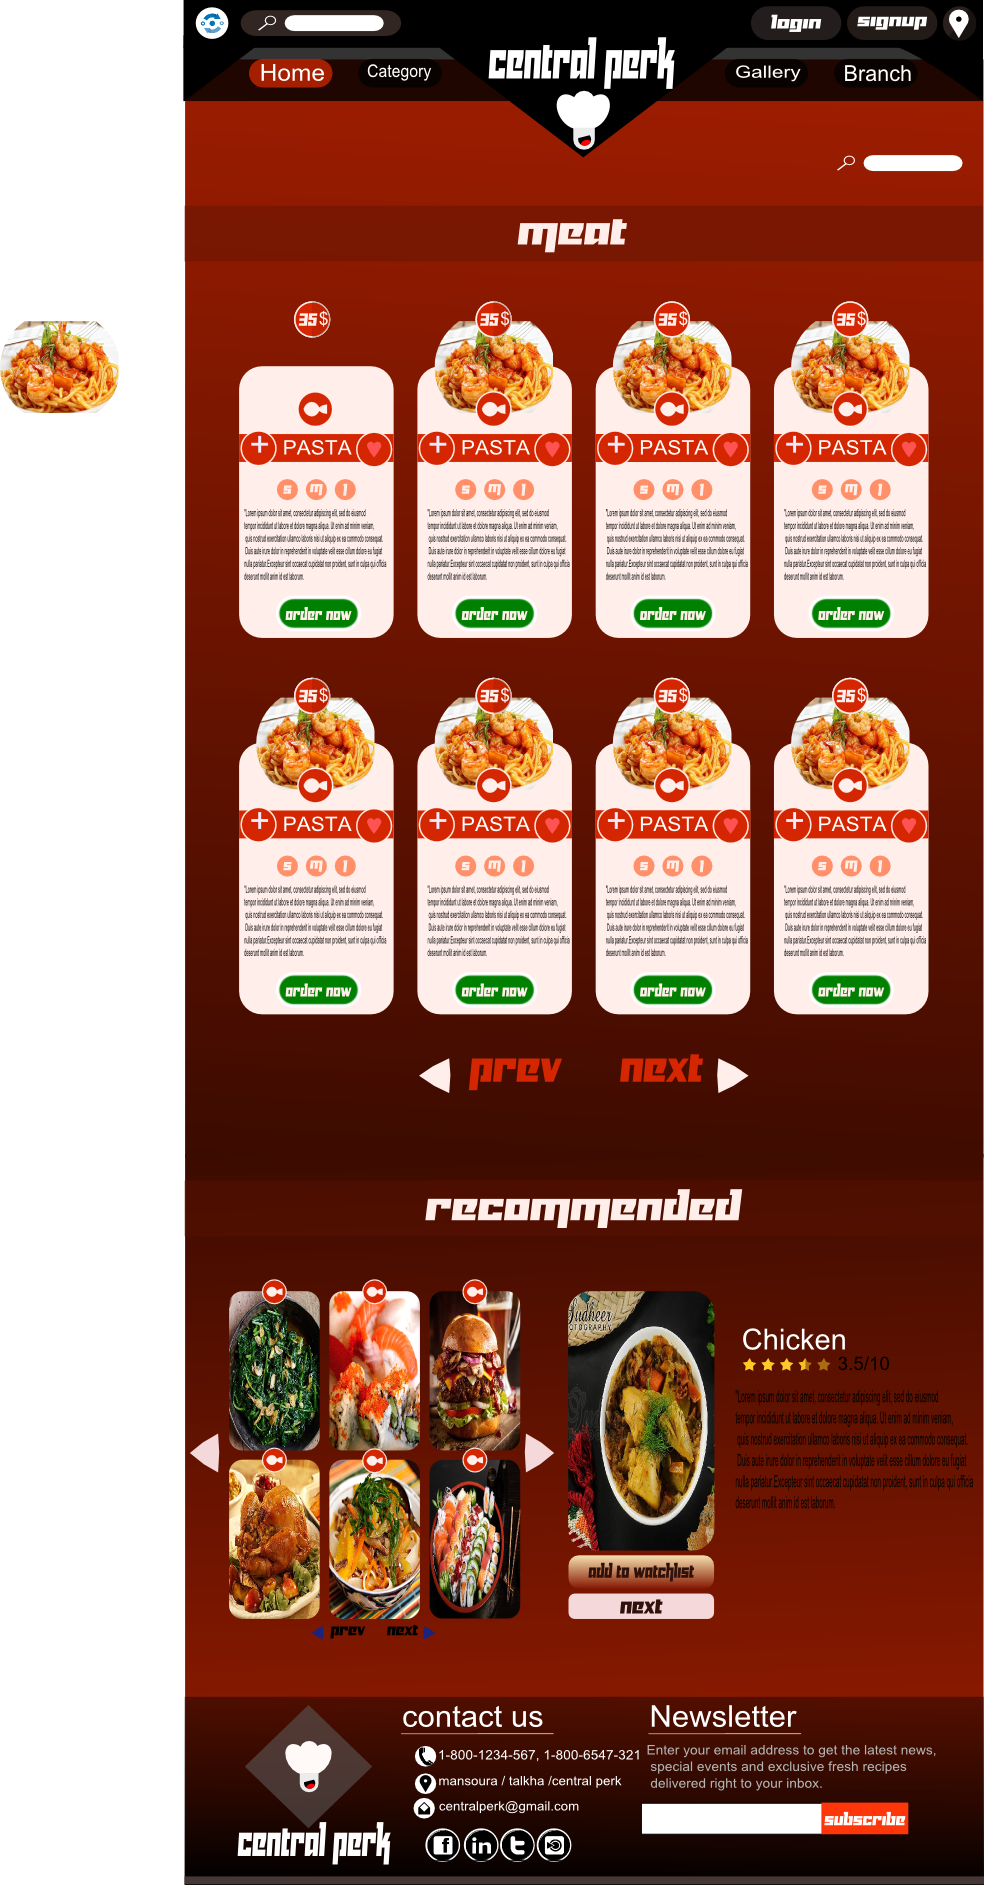 login
signup
central perk
Home
Category
Gallery
Branch
meat
35$
35$
35$
35$
+ PASTA
+ PASTA
+ PASTA
+ PASTA
s m l
s m l
s m l
s m l
"Lorem ipsum dolor sit amet, consectetur adipiscing elit, sed do eiusmod
tempor incididunt ut labore et dolore magna aliqua. Ut enim ad minim veniam,
quis nostrud exercitation ullamco laboris nisi ut aliquip ex ea commodo consequat.
Duis aute irure dolor in reprehenderit in voluptate velit esse cillum dolore eu fugiat
nulla pariatur.Excepteur sint occaecat cupidatat non proident, sunt in culpa qui officia
deserunt mollit anim id est laborum.
"Lorem ipsum dolor sit amet, consectetur adipiscing elit, sed do eiusmod
tempor incididunt ut labore et dolore magna aliqua. Ut enim ad minim veniam,
quis nostrud exercitation ullamco laboris nisi ut aliquip ex ea commodo consequat.
Duis aute irure dolor in reprehenderit in voluptate velit esse cillum dolore eu fugiat
nulla pariatur.Excepteur sint occaecat cupidatat non proident, sunt in culpa qui officia
deserunt mollit anim id est laborum.
"Lorem ipsum dolor sit amet, consectetur adipiscing elit, sed do eiusmod
tempor incididunt ut labore et dolore magna aliqua. Ut enim ad minim veniam,
quis nostrud exercitation ullamco laboris nisi ut aliquip ex ea commodo consequat.
Duis aute irure dolor in reprehenderit in voluptate velit esse cillum dolore eu fugiat
nulla pariatur.Excepteur sint occaecat cupidatat non proident, sunt in culpa qui officia
deserunt mollit anim id est laborum.
"Lorem ipsum dolor sit amet, consectetur adipiscing elit, sed do eiusmod
tempor incididunt ut labore et dolore magna aliqua. Ut enim ad minim veniam,
quis nostrud exercitation ullamco laboris nisi ut aliquip ex ea commodo consequat.
Duis aute irure dolor in reprehenderit in voluptate velit esse cillum dolore eu fugiat
nulla pariatur.Excepteur sint occaecat cupidatat non proident, sunt in culpa qui officia
deserunt mollit anim id est laborum.
order now
order now
order now
order now
35$
35$
35$
35$
+ PASTA
+ PASTA
+ PASTA
+ PASTA
s m l
s m l
s m l
s m l
"Lorem ipsum dolor sit amet, consectetur adipiscing elit, sed do eiusmod
tempor incididunt ut labore et dolore magna aliqua. Ut enim ad minim veniam,
quis nostrud exercitation ullamco laboris nisi ut aliquip ex ea commodo consequat.
Duis aute irure dolor in reprehenderit in voluptate velit esse cillum dolore eu fugiat
nulla pariatur.Excepteur sint occaecat cupidatat non proident, sunt in culpa qui officia
deserunt mollit anim id est laborum.
"Lorem ipsum dolor sit amet, consectetur adipiscing elit, sed do eiusmod
tempor incididunt ut labore et dolore magna aliqua. Ut enim ad minim veniam,
quis nostrud exercitation ullamco laboris nisi ut aliquip ex ea commodo consequat.
Duis aute irure dolor in reprehenderit in voluptate velit esse cillum dolore eu fugiat
nulla pariatur.Excepteur sint occaecat cupidatat non proident, sunt in culpa qui officia
deserunt mollit anim id est laborum.
"Lorem ipsum dolor sit amet, consectetur adipiscing elit, sed do eiusmod
tempor incididunt ut labore et dolore magna aliqua. Ut enim ad minim veniam,
quis nostrud exercitation ullamco laboris nisi ut aliquip ex ea commodo consequat.
Duis aute irure dolor in reprehenderit in voluptate velit esse cillum dolore eu fugiat
nulla pariatur.Excepteur sint occaecat cupidatat non proident, sunt in culpa qui officia
deserunt mollit anim id est laborum.
"Lorem ipsum dolor sit amet, consectetur adipiscing elit, sed do eiusmod
tempor incididunt ut labore et dolore magna aliqua. Ut enim ad minim veniam,
quis nostrud exercitation ullamco laboris nisi ut aliquip ex ea commodo consequat.
Duis aute irure dolor in reprehenderit in voluptate velit esse cillum dolore eu fugiat
nulla pariatur.Excepteur sint occaecat cupidatat non proident, sunt in culpa qui officia
deserunt mollit anim id est laborum.
order now
order now
order now
order now
prev
next
recommended
Chicken
3.5/10
"Lorem ipsum dolor sit amet, consectetur adipiscing elit, sed do eiusmod
tempor incididunt ut labore et dolore magna aliqua. Ut enim ad minim veniam,
quis nostrud exercitation ullamco laboris nisi ut aliquip ex ea commodo consequat.
Duis aute irure dolor in reprehenderit in voluptate velit esse cillum dolore eu fugiat
nulla pariatur.Excepteur sint occaecat cupidatat non proident, sunt in culpa qui officia
deserunt mollit anim id est laborum.
add to watchlist
next
prev
next
contact us
1-800-1234-567, 1-800-6547-321
mansoura / talkha /central perk
centralperk@gmail.com
central perk
Newsletter
Enter your email address to get the latest news,
special events and exclusive fresh recipes
delivered right to your inbox.
subscribe